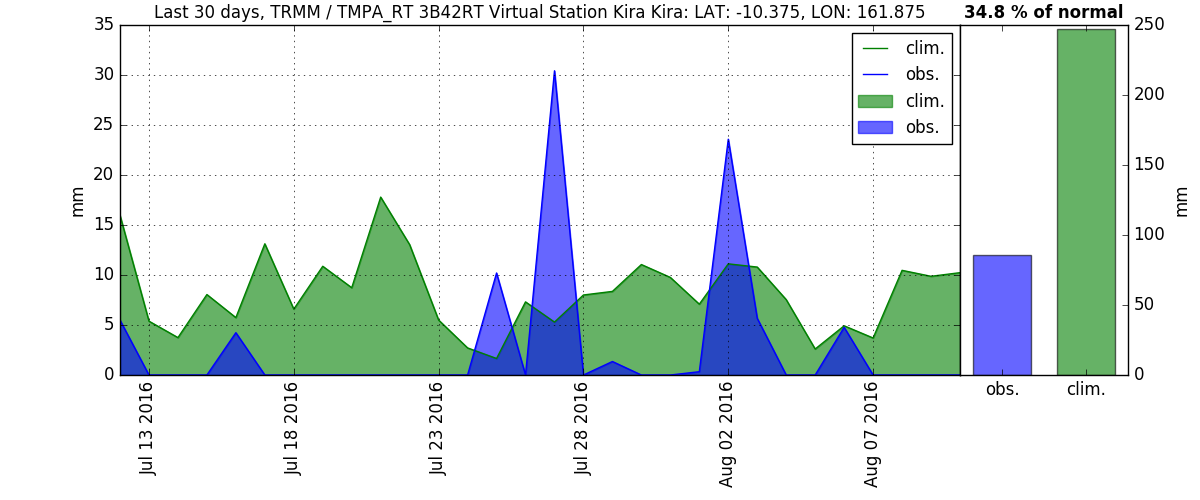 Last 30 days, TRMM / TMPA_RT 3B42RT Virtual Station Kira Kira: LAT: -10.375, LON: 161.875
34.8 % of normal
35
30
25
20
15
10
5
0
mm
clim.
obs.
clim.
obs.
250
200
150
100
50
0
mm
obs.
clim.
Jul 13 2016
Jul 18 2016
Jul 23 2016
Jul 28 2016
Aug 02 2016
Aug 07 2016